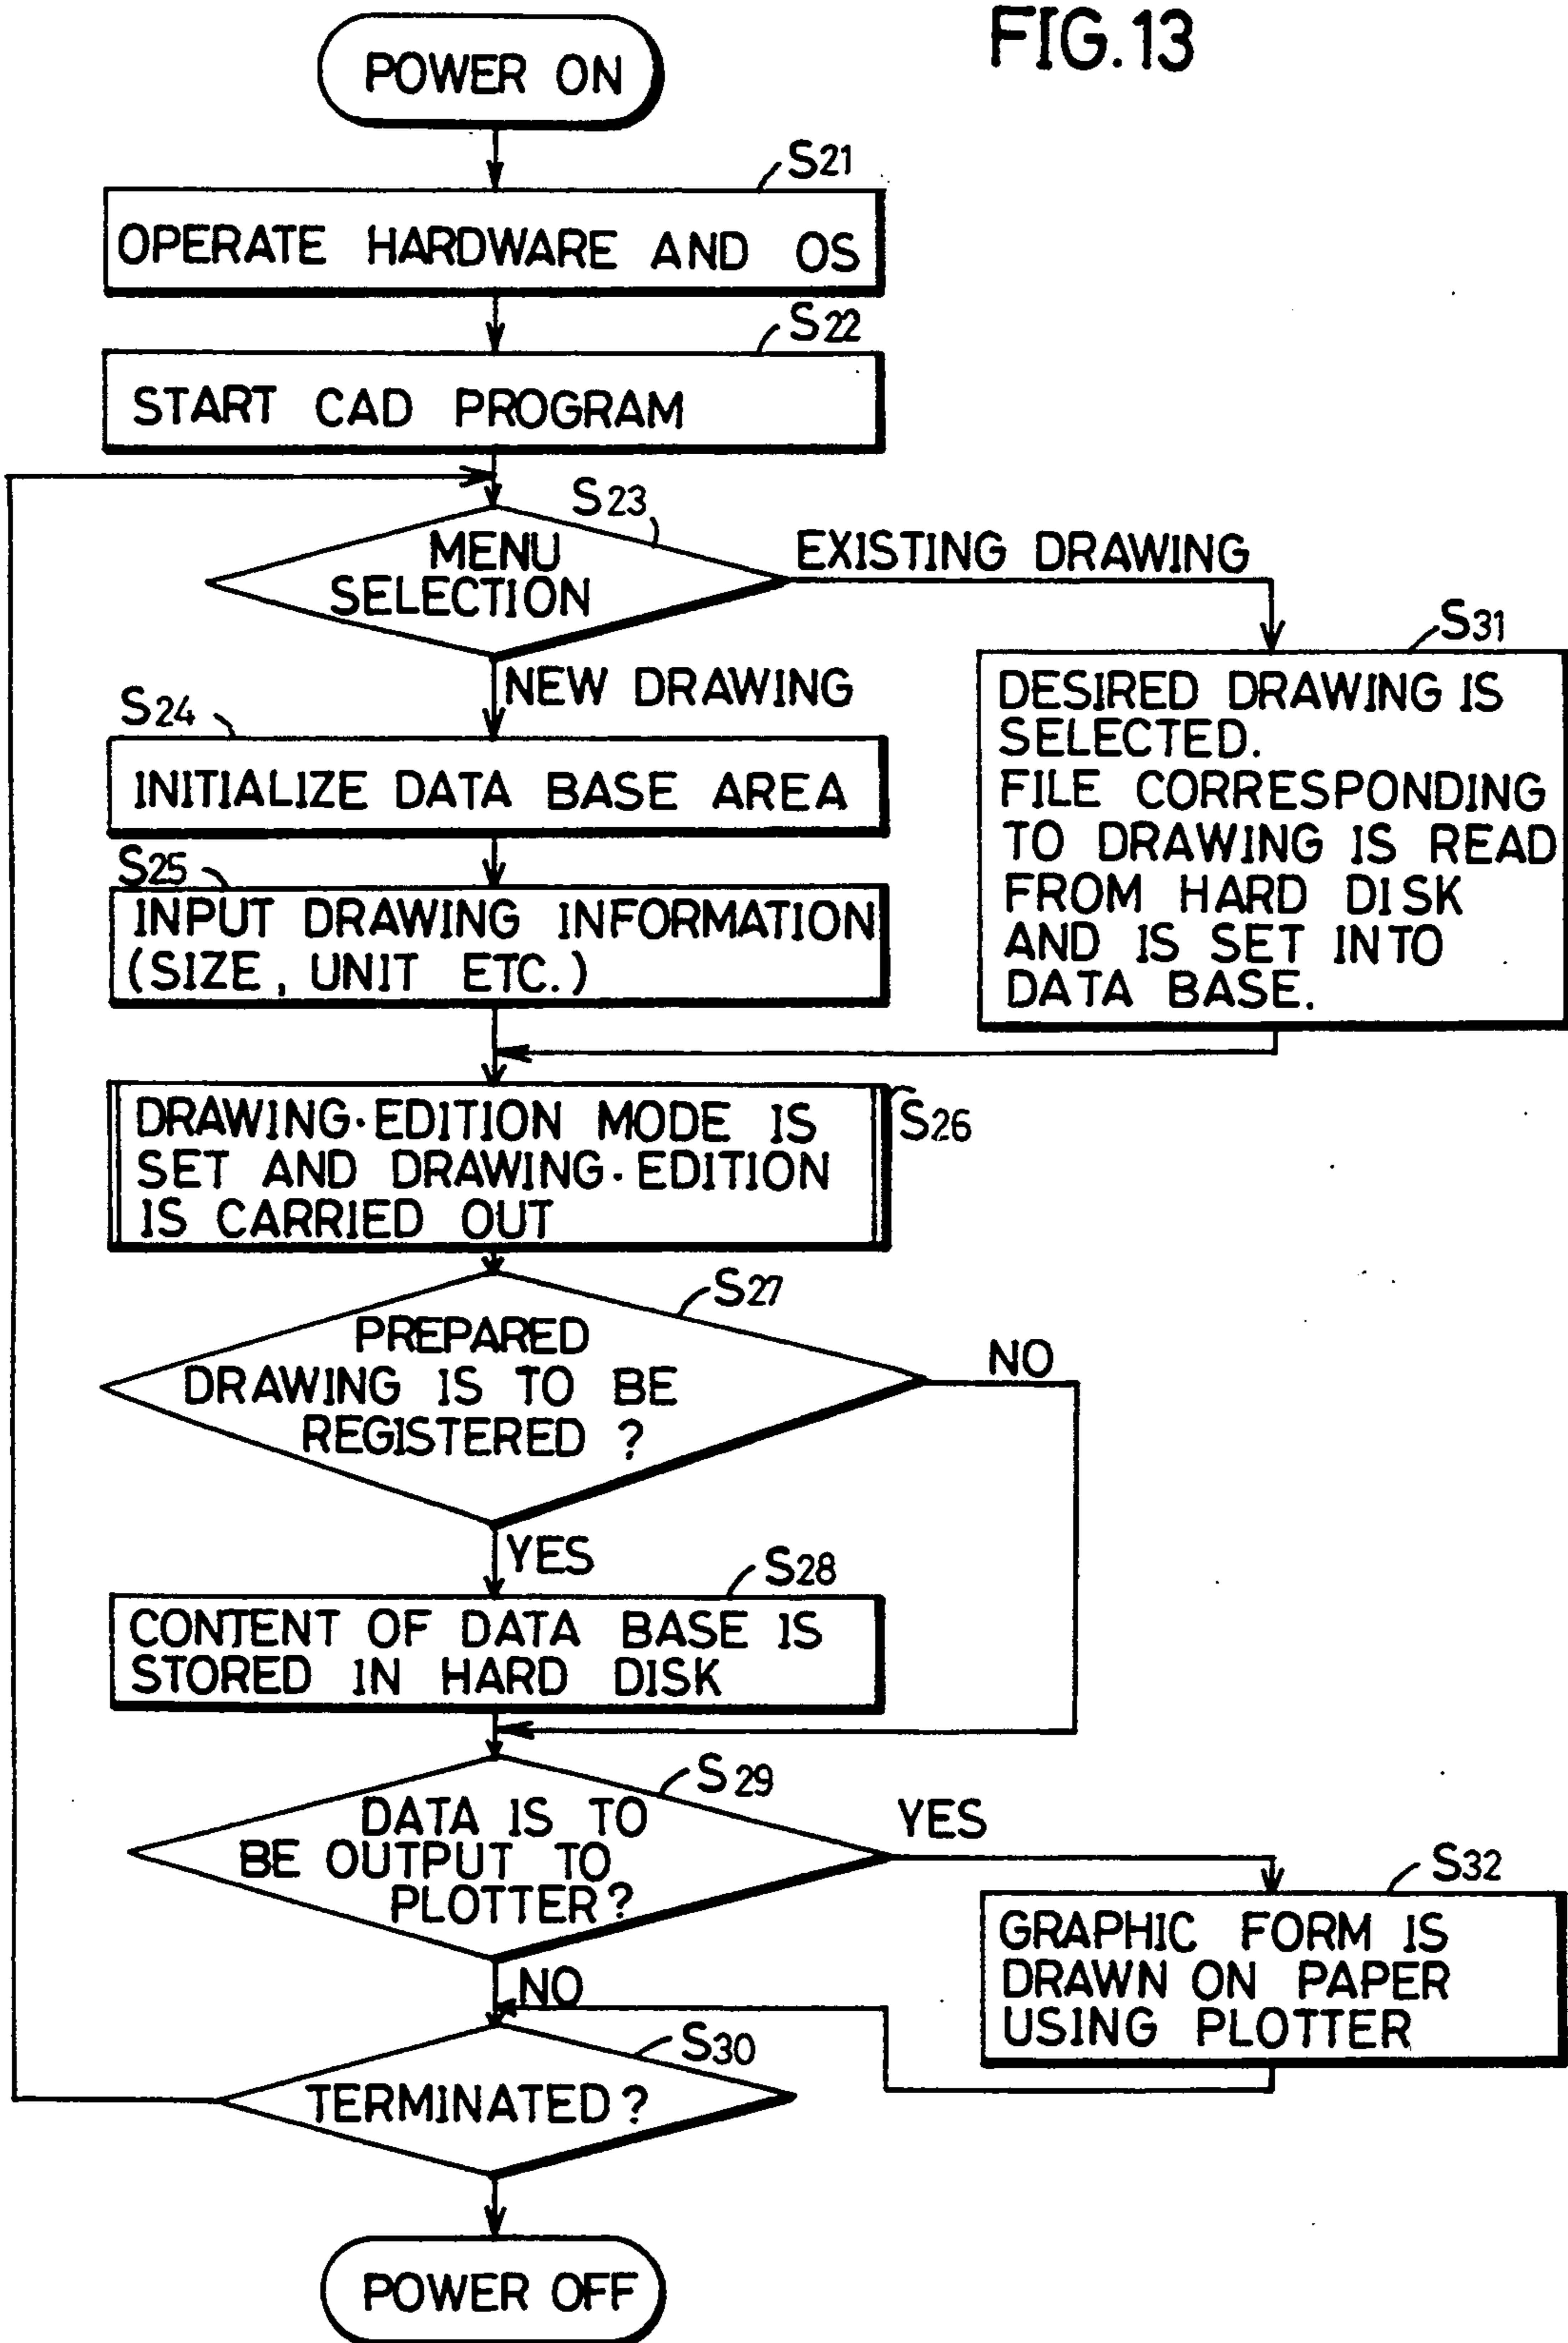 FIG.13
POWER ON
S21
OPERATE HARDWARE AND OS
S22
START CAD PROGRAM
S23
MENU
SELECTION
EXISTING DRAWING
NEW DRAWING
S31
DESIRED DRAWING IS
SELECTED.
FILE CORRESPONDING
TO DRAWING IS READ
FROM HARD DISK
AND IS SET INTO
DATA BASE.
S24
INITIALIZE DATA BASE AREA
S25
INPUT DRAWING INFORMATION
(SIZE, UNIT ETC.)
S26
DRAWING·EDITION MODE IS
SET AND DRAWING·EDITION
IS CARRIED OUT
S27
PREPARED
DRAWING IS TO BE
REGISTERED ?
NO
YES
S28
CONTENT OF DATA BASE IS
STORED IN HARD DISK
S29
DATA IS TO
BE OUTPUT TO
PLOTTER?
YES
S32
GRAPHIC FORM IS
DRAWN ON PAPER
USING PLOTTER
NO
S30
TERMINATED?
POWER OFF